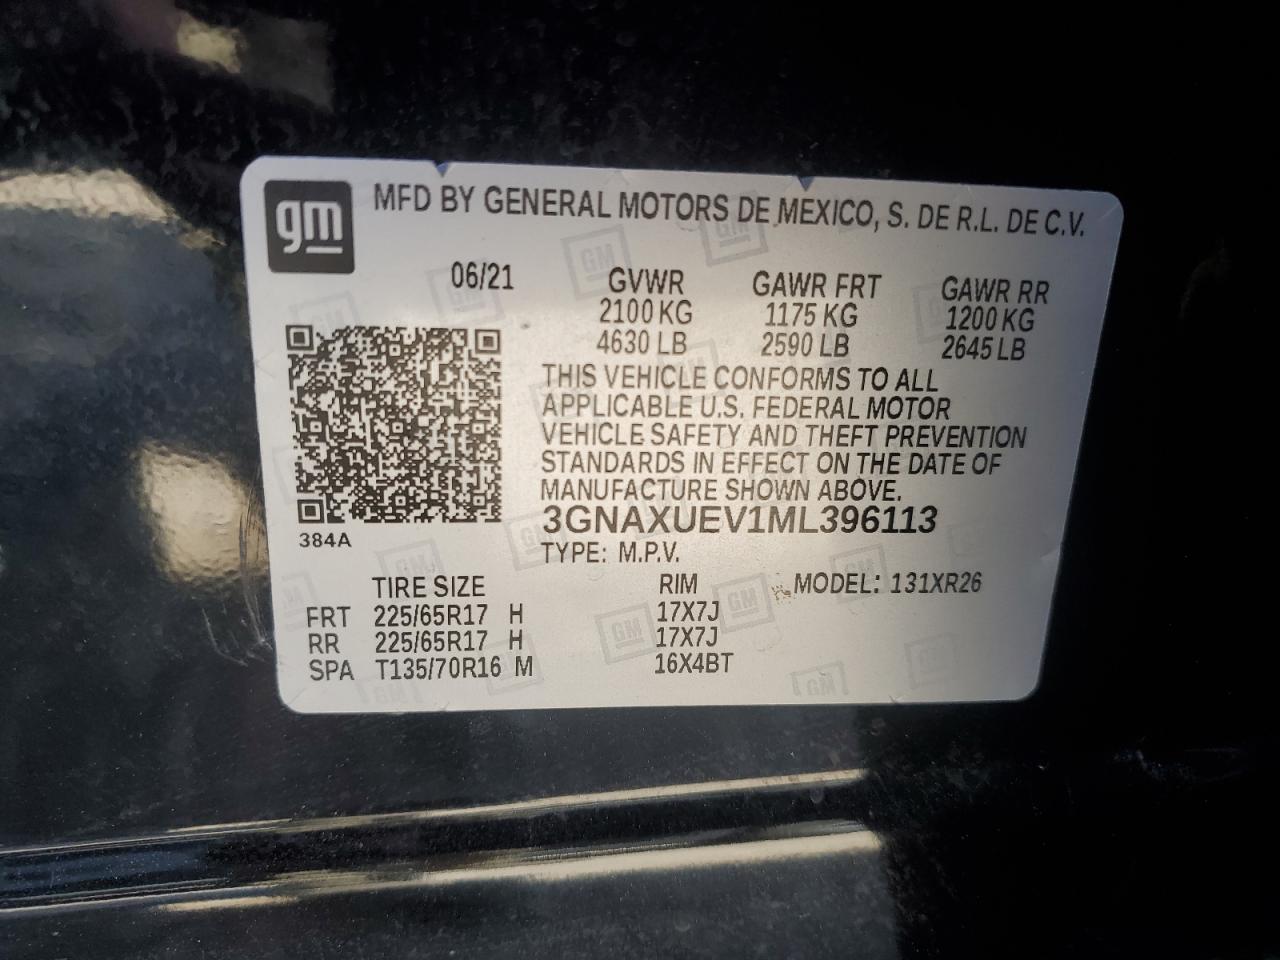 gm
MFD BY GENERAL MOTORS DE MEXICO, S. DE R.L. DE C.V.
06/21 GVWR GAWR FRT GAWR RR
2100 KG 1175 KG 1200 KG
4630 LB 2590 LB 2645 LB
THIS VEHICLE CONFORMS TO ALL
APPLICABLE U.S. FEDERAL MOTOR
VEHICLE SAFETY AND THEFT PREVENTION
STANDARDS IN EFFECT ON THE DATE OF
MANUFACTURE SHOWN ABOVE.
3GNAXUEV1ML396113
384A
TYPE: M.P.V.
TIRE SIZE RIM MODEL: 131XR26
FRT 225/65R17 H 17X7J
RR 225/65R17 H 17X7J
SPA T135/70R16 M 16X4BT